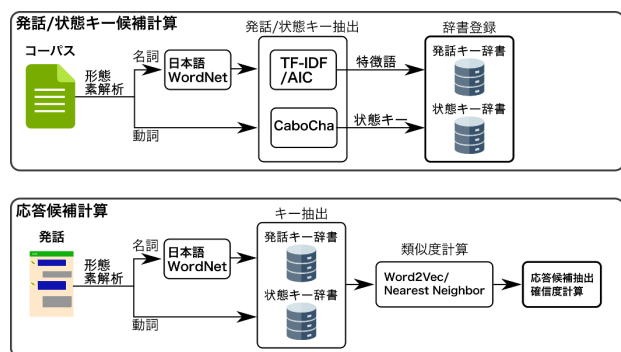 発話/状態キー候補計算
発話/状態キー抽出
辞書登録
コーパス
形態
素解析
名詞
日本語
WordNet
TF-IDF
/AIC
特徴語
発話キー辞書
動詞
CaboCha
状態キー
状態キー辞書
応答候補計算
キー抽出
発話
形態
素解析
名詞
日本語
WordNet
発話キー辞書
類似度計算
動詞
状態キー辞書
Word2Vec/
Nearest Neighbor
応答候補抽出
確信度計算